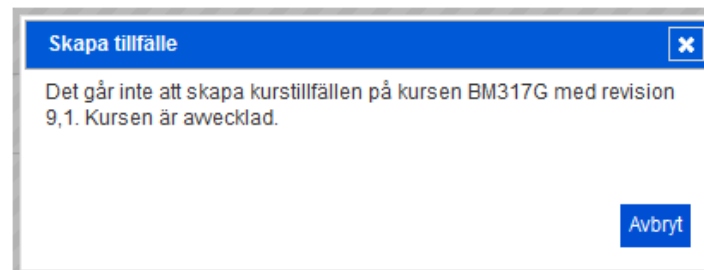 Skapa tillfälle
Det går inte att skapa kurstillfällen på kursen BM317G med revision
9,1. Kursen är avvecklad.
Avbryt